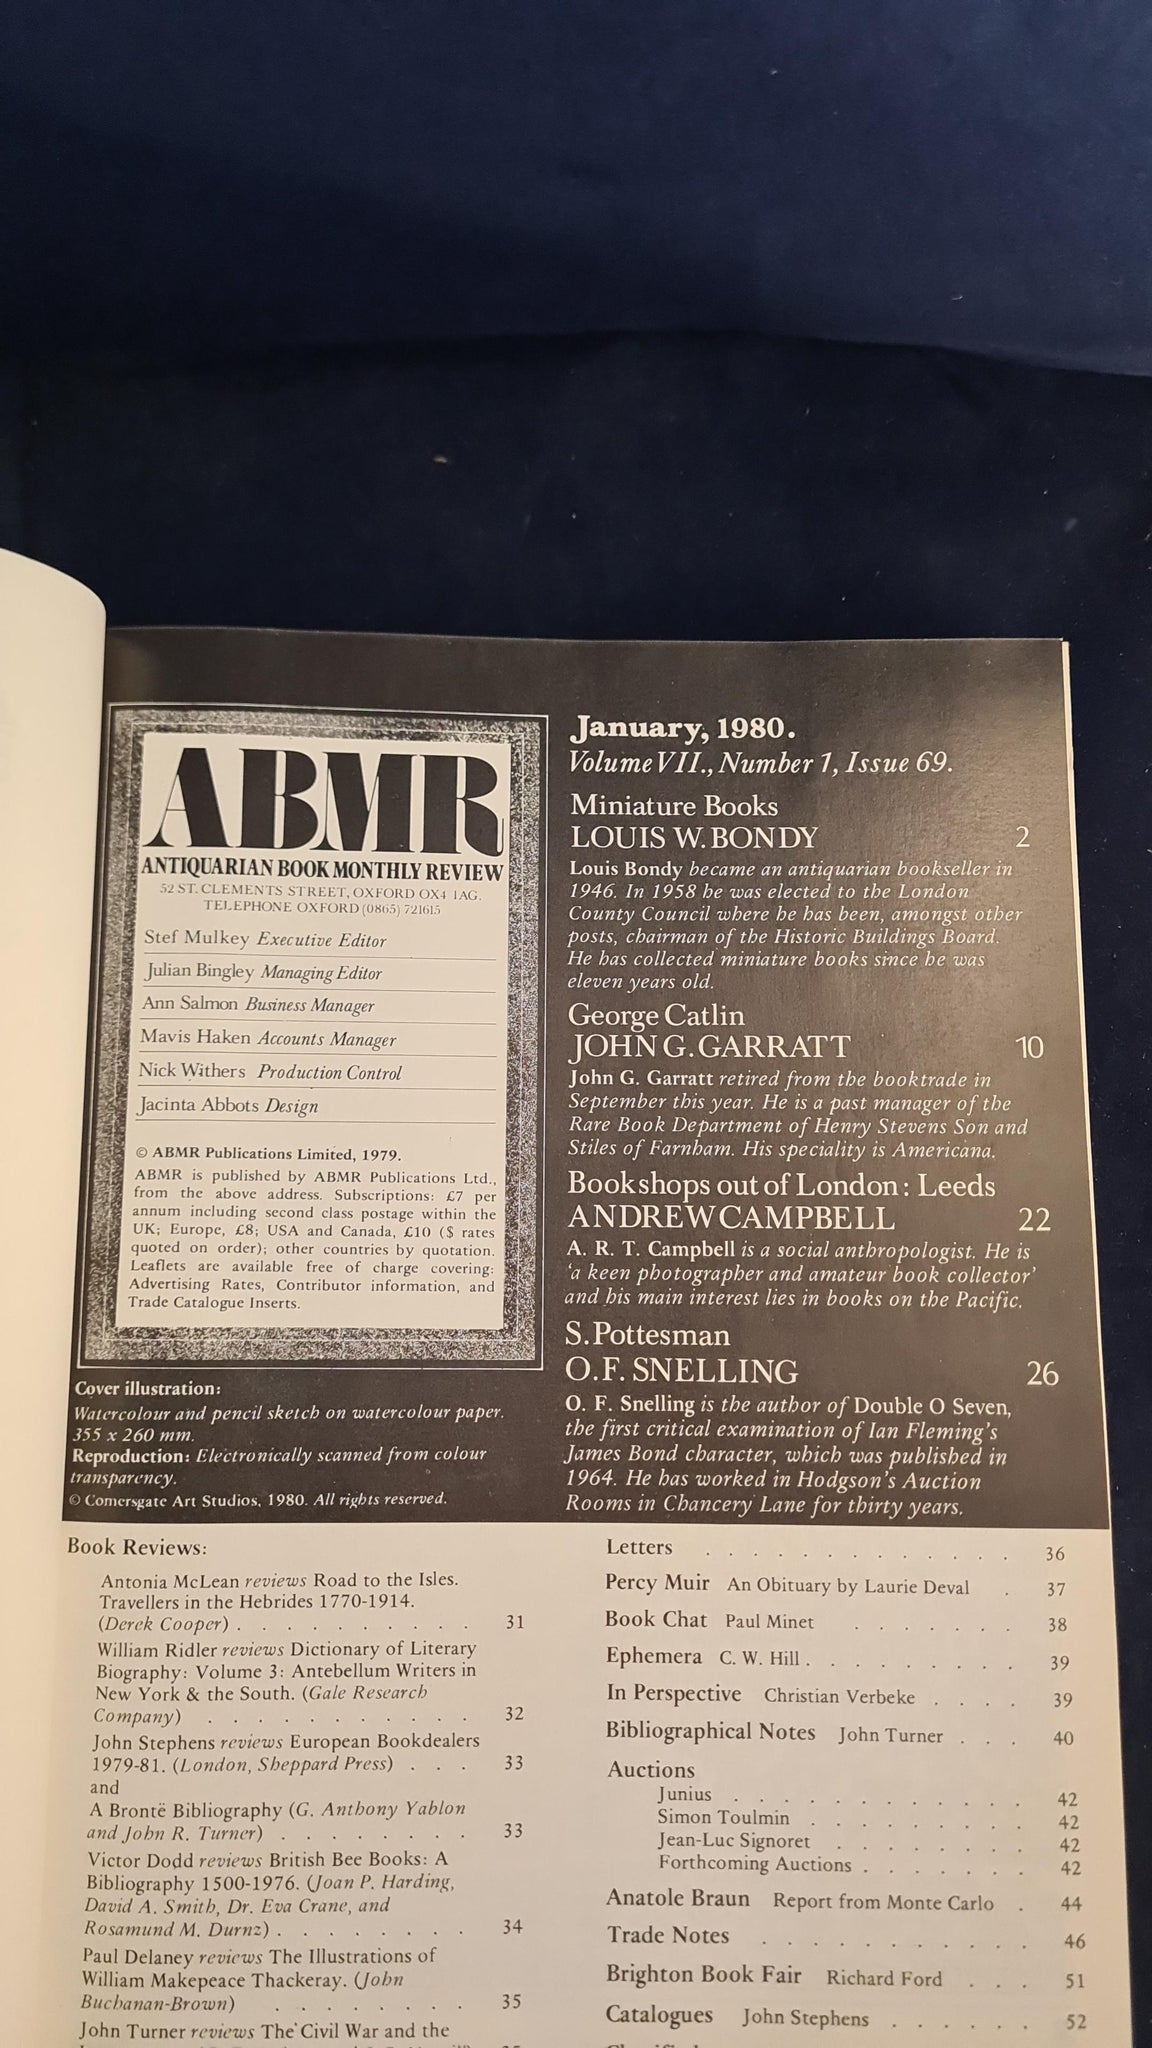 ABMR
ANTIQUARIAN BOOK MONTHLY REVIEW
52 ST. CLEMENTS STREET, OXFORD OX4 1AG.
TELEPHONE OXFORD (0865) 721615
Stef Mulkey Executive Editor
Julian Bingley Managing Editor
Ann Salmon Business Manager
Mavis Haken Accounts Manager
Nick Withers Production Control
Jacinta Abbots Design
© ABMR Publications Limited, 1979.
ABMR is published by ABMR Publications Ltd.,
from the above address. Subscriptions: £7 per
annum including second class postage within the
UK; Europe, £8; USA and Canada, £10 ($ rates
quoted on order); other countries by quotation.
Leaflets are available free of charge covering:
Advertising Rates, Contributor information, and
Trade Catalogue Inserts.
Cover illustration:
Watercolour and pencil sketch on watercolour paper.
355 x 260 mm.
Reproduction: Electronically scanned from colour
transparency.
© Comersgate Art Studios, 1980. All rights reserved.
January, 1980.
Volume VII., Number 1, Issue 69.
Miniature Books
LOUIS W. BONDY 2
Louis Bondy became an antiquarian bookseller in
1946. In 1958 he was elected to the London
County Council where he has been, amongst other
posts, chairman of the Historic Buildings Board.
He has collected miniature books since he was
eleven years old.
George Catlin
JOHN G. GARRATT 10
John G. Garratt retired from the booktrade in
September this year. He is a past manager of the
Rare Book Department of Henry Stevens Son and
Stiles of Farnham. His speciality is Americana.
Bookshops out of London: Leeds
ANDREW CAMPBELL 22
A. R. T. Campbell is a social anthropologist. He is
'a keen photographer and amateur book collector'
and his main interest lies in books on the Pacific.
S. Pottesman
O. F. SNELLING 26
O. F. Snelling is the author of Double O Seven,
the first critical examination of Ian Fleming's
James Bond character, which was published in
1964. He has worked in Hodgson's Auction
Rooms in Chancery Lane for thirty years.
Book Reviews:
Antonia McLean reviews Road to the Isles.
Travellers in the Hebrides 1770-1914.
(Derek Cooper) . . . . . . . . . . 31
William Ridler reviews Dictionary of Literary
Biography: Volume 3: Antebellum Writers in
New York & the South. (Gale Research
Company) . . . . . . . . . . . 32
John Stephens reviews European Bookdealers
1979-81. (London, Sheppard Press) . . . 33
and
A Brontë Bibliography (G. Anthony Yablon
and John R. Turner) . . . . . . . . 33
Victor Dodd reviews British Bee Books: A
Bibliography 1500-1976. (Joan P. Harding,
David A. Smith, Dr. Eva Crane, and
Rosamund M. Durnz) . . . . . . . . 34
Paul Delaney reviews The Illustrations of
William Makepeace Thackeray. (John
Buchanan-Brown) . . . . . . . . 35
John Turner reviews The Civil War and the
Letters . . . . . . . . . . . . . 36
Percy Muir An Obituary by Laurie Deval . 37
Book Chat Paul Minet . . . . . . . 38
Ephemera C. W. Hill . . . . . . . . . 39
In Perspective Christian Verbeke . . . . 39
Bibliographical Notes John Turner . . . 40
Auctions
Junius . . . . . . . . . . . . . 42
Simon Toulmin . . . . . . . . . 42
Jean-Luc Signoret . . . . . . . . 42
Forthcoming Auctions . . . . . . . 42
Anatole Braun Report from Monte Carlo . 44
Trade Notes . . . . . . . . . . . 46
Brighton Book Fair Richard Ford . . . 51
Catalogues John Stephens . . . . . . 52